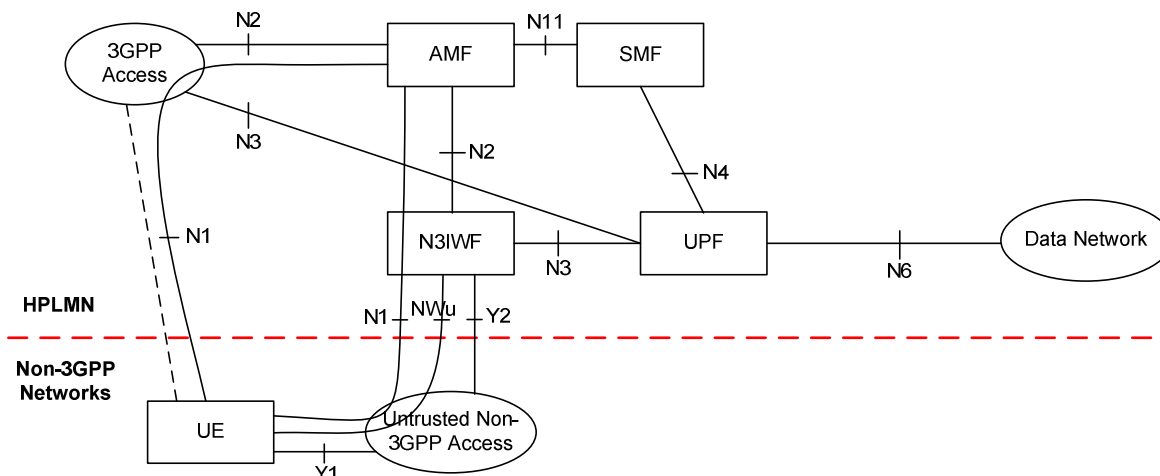 N2
N11
3GPP
Access
AMF
SMF
N3
N2
N4
N1
N3IWF
UPF
Data Network
N3
N6
HPLMN
N1
NWu
Y2
Non-3GPP
Networks
UE
Untrusted Non-
3GPP Access
Y1